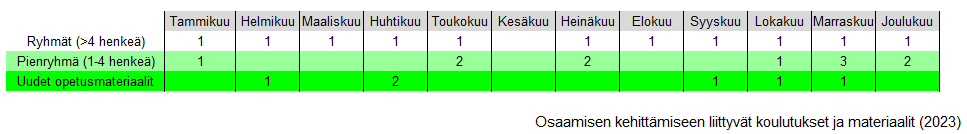 Tammikuu Helmikuu Maaliskuu Huhtikuu Toukokuu Kesäkuu Heinäkuu Elokuu Syyskuu Lokakuu Marraskuu Joulukuu
Ryhmät (>4 henkeä) 1 1 1 1 1 1 1 1 1 1 1
Pienryhmä (1-4 henkeä) 1 2 2 1 3 2
Uudet opetusmateriaalit 1 2 1 1 1
Osaamisen kehittämiseen liittyvät koulutukset ja materiaalit (2023)